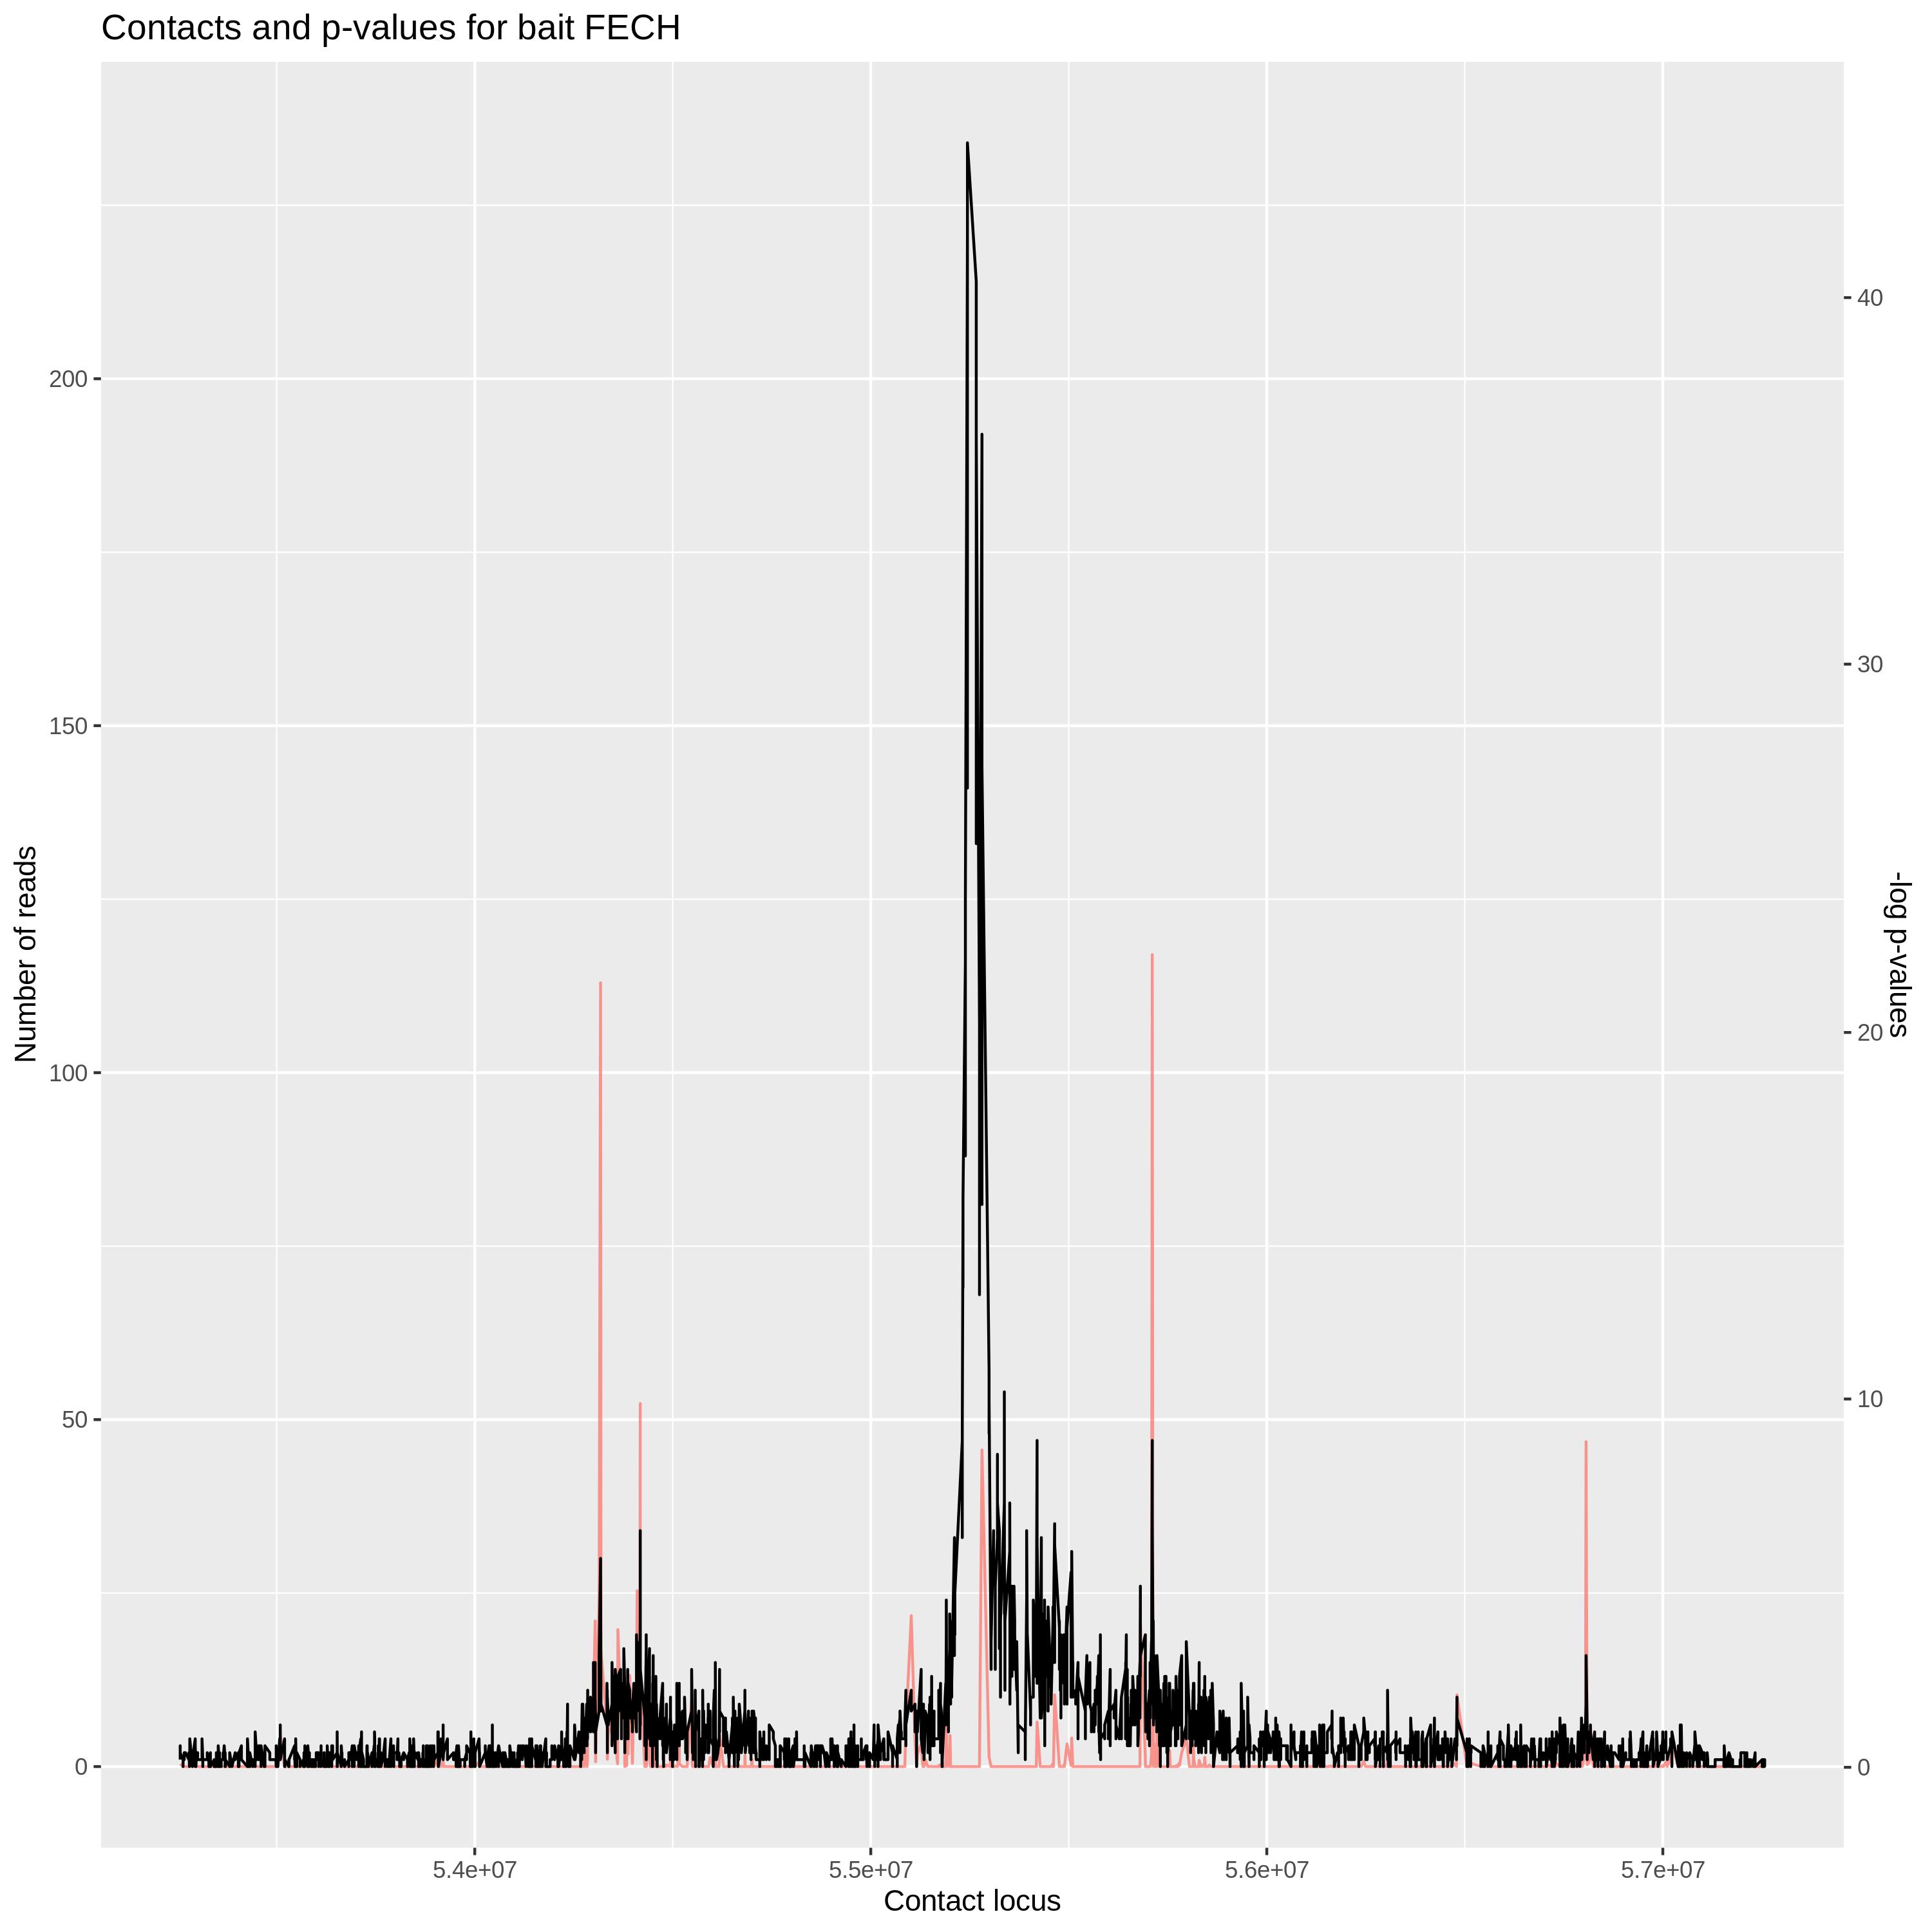 Contacts and p-values for bait FECH
Number of reads
200
150
100
50
0
40
30
20
10
0
-log p-values
5.4e+07
5.5e+07
5.6e+07
5.7e+07
Contact locus